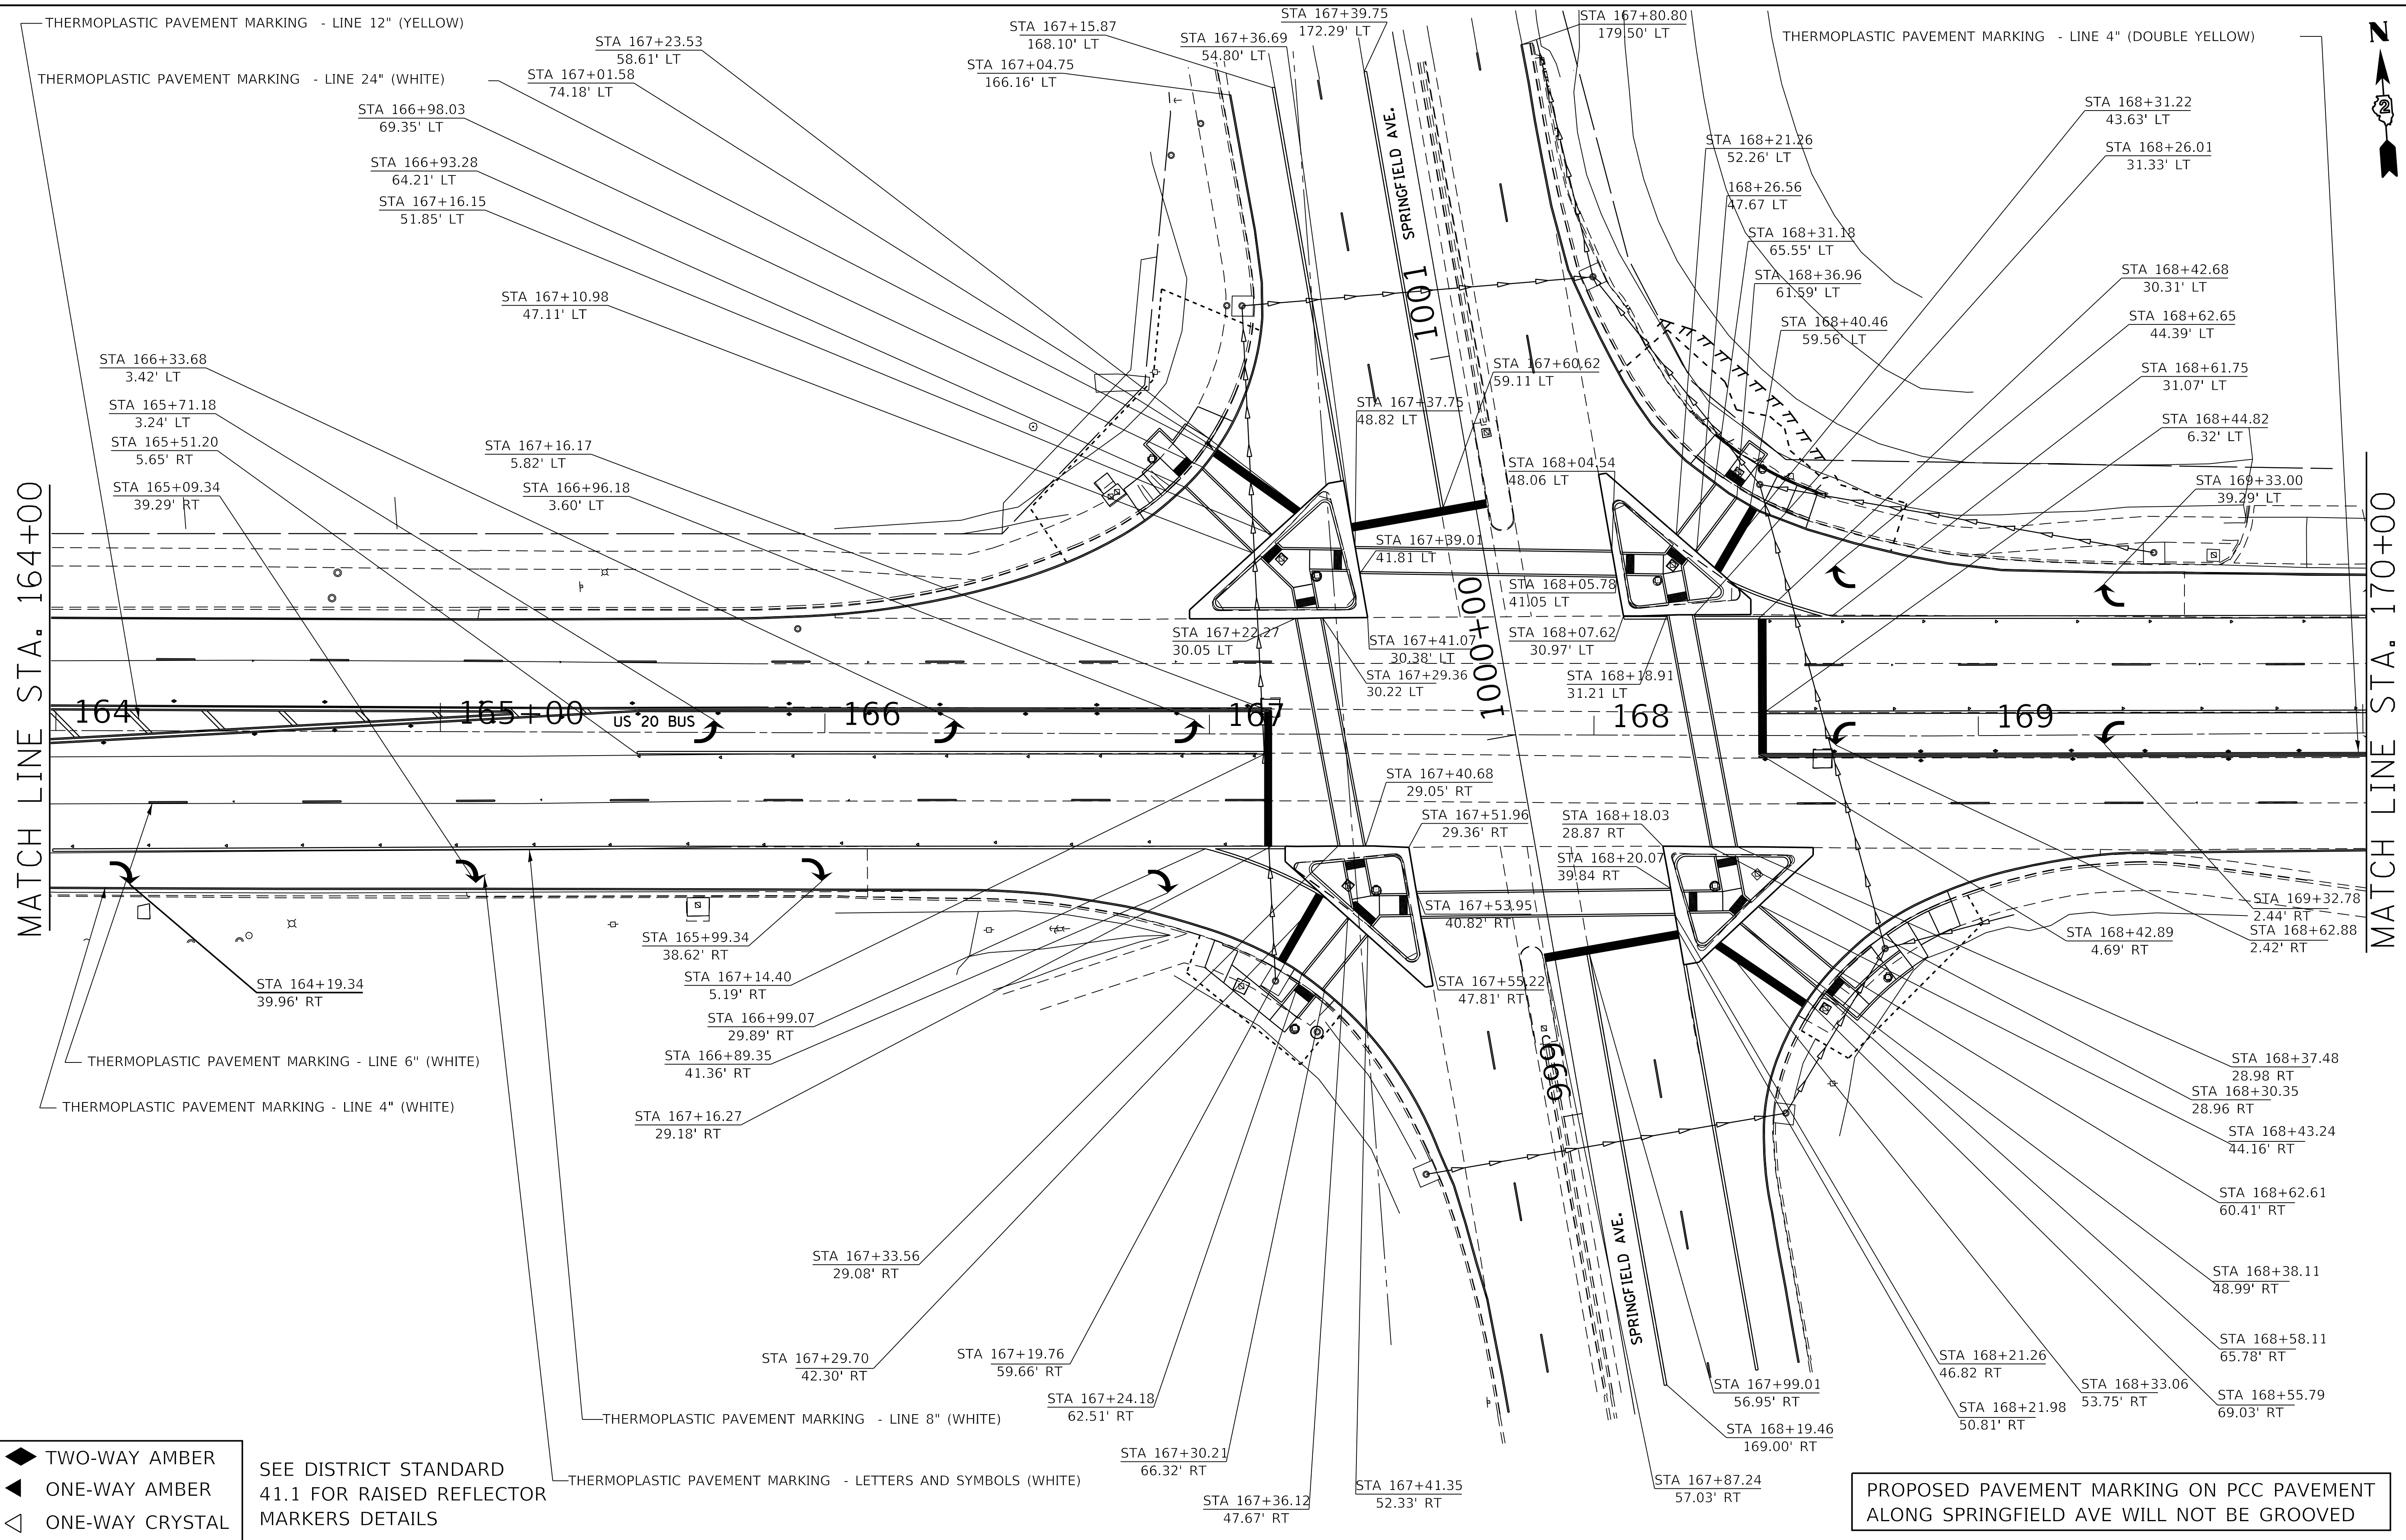 THERMOPLASTIC PAVEMENT MARKING - LINE 12" (YELLOW)
THERMOPLASTIC PAVEMENT MARKING - LINE 24" (WHITE)
STA 167+23.53
58.61' LT
STA 167+01.58
74.18' LT
STA 166+98.03
69.35' LT
STA 166+93.28
64.21' LT
STA 167+16.15
51.85' LT
STA 167+10.98
47.11' LT
STA 167+15.87
168.10' LT
STA 167+04.75
166.16' LT
STA 167+36.69
54.80' LT
STA 167+39.75
172.29' LT
STA 167+80.80
179.50' LT
THERMOPLASTIC PAVEMENT MARKING - LINE 4" (DOUBLE YELLOW)
N
2
STA 168+31.22
43.63' LT
STA 168+26.01
31.33' LT
STA 168+21.26
52.26' LT
168+26.56
47.67 LT
STA 168+31.18
65.55' LT
STA 168+36.96
61.59' LT
STA 168+40.46
59.56' LT
STA 168+42.68
30.31' LT
STA 168+62.65
44.39' LT
STA 168+61.75
31.07' LT
STA 168+44.82
6.32' LT
STA 169+33.00
39.29' LT
SPRINGFIELD AVE.
1001
STA 167+60.62
59.11 LT
STA 167+37.75
48.82 LT
STA 168+04.54
48.06 LT
STA 167+39.01
41.81 LT
STA 168+05.78
41.05 LT
STA 166+33.68
3.42' LT
STA 165+71.18
3.24' LT
STA 165+51.20
5.65' RT
STA 165+09.34
39.29' RT
STA 167+16.17
5.82' LT
STA 166+96.18
3.60' LT
MATCH LINE STA. 164+00
MATCH LINE STA. 170+00
STA 167+22.27
30.05 LT
STA 167+41.07
30.38' LT
STA 167+29.36
30.22 LT
1000+00
STA 168+07.62
30.97' LT
STA 168+18.91
31.21 LT
164
165+00
US 20 BUS
166
167
168
169
STA 167+40.68
29.05' RT
STA 167+51.96
29.36' RT
STA 168+18.03
28.87 RT
STA 168+20.07
39.84 RT
STA 167+53.95
40.82' RT
STA 167+55.22
47.81' RT
STA 165+99.34
38.62' RT
STA 167+14.40
5.19' RT
STA 166+99.07
29.89' RT
STA 166+89.35
41.36' RT
STA 167+16.27
29.18' RT
STA 164+19.34
39.96' RT
THERMOPLASTIC PAVEMENT MARKING - LINE 6" (WHITE)
THERMOPLASTIC PAVEMENT MARKING - LINE 4" (WHITE)
STA 169+32.78
2.44' RT
STA 168+42.89
4.69' RT
STA 168+62.88
2.42' RT
999
SPRINGFIELD AVE.
STA 168+37.48
28.98 RT
STA 168+30.35
28.96 RT
STA 168+43.24
44.16' RT
STA 168+62.61
60.41' RT
STA 168+38.11
48.99' RT
STA 168+58.11
65.78' RT
STA 168+55.79
69.03' RT
STA 168+33.06
53.75' RT
STA 168+21.26
46.82 RT
STA 168+21.98
50.81' RT
STA 167+99.01
56.95' RT
STA 168+19.46
169.00' RT
STA 167+87.24
57.03' RT
STA 167+33.56
29.08' RT
STA 167+29.70
42.30' RT
STA 167+19.76
59.66' RT
STA 167+24.18
62.51' RT
STA 167+30.21
66.32' RT
STA 167+36.12
47.67' RT
STA 167+41.35
52.33' RT
THERMOPLASTIC PAVEMENT MARKING - LINE 8" (WHITE)
THERMOPLASTIC PAVEMENT MARKING - LETTERS AND SYMBOLS (WHITE)
TWO-WAY AMBER
ONE-WAY AMBER
ONE-WAY CRYSTAL
SEE DISTRICT STANDARD
41.1 FOR RAISED REFLECTOR
MARKERS DETAILS
PROPOSED PAVEMENT MARKING ON PCC PAVEMENT
ALONG SPRINGFIELD AVE WILL NOT BE GROOVED